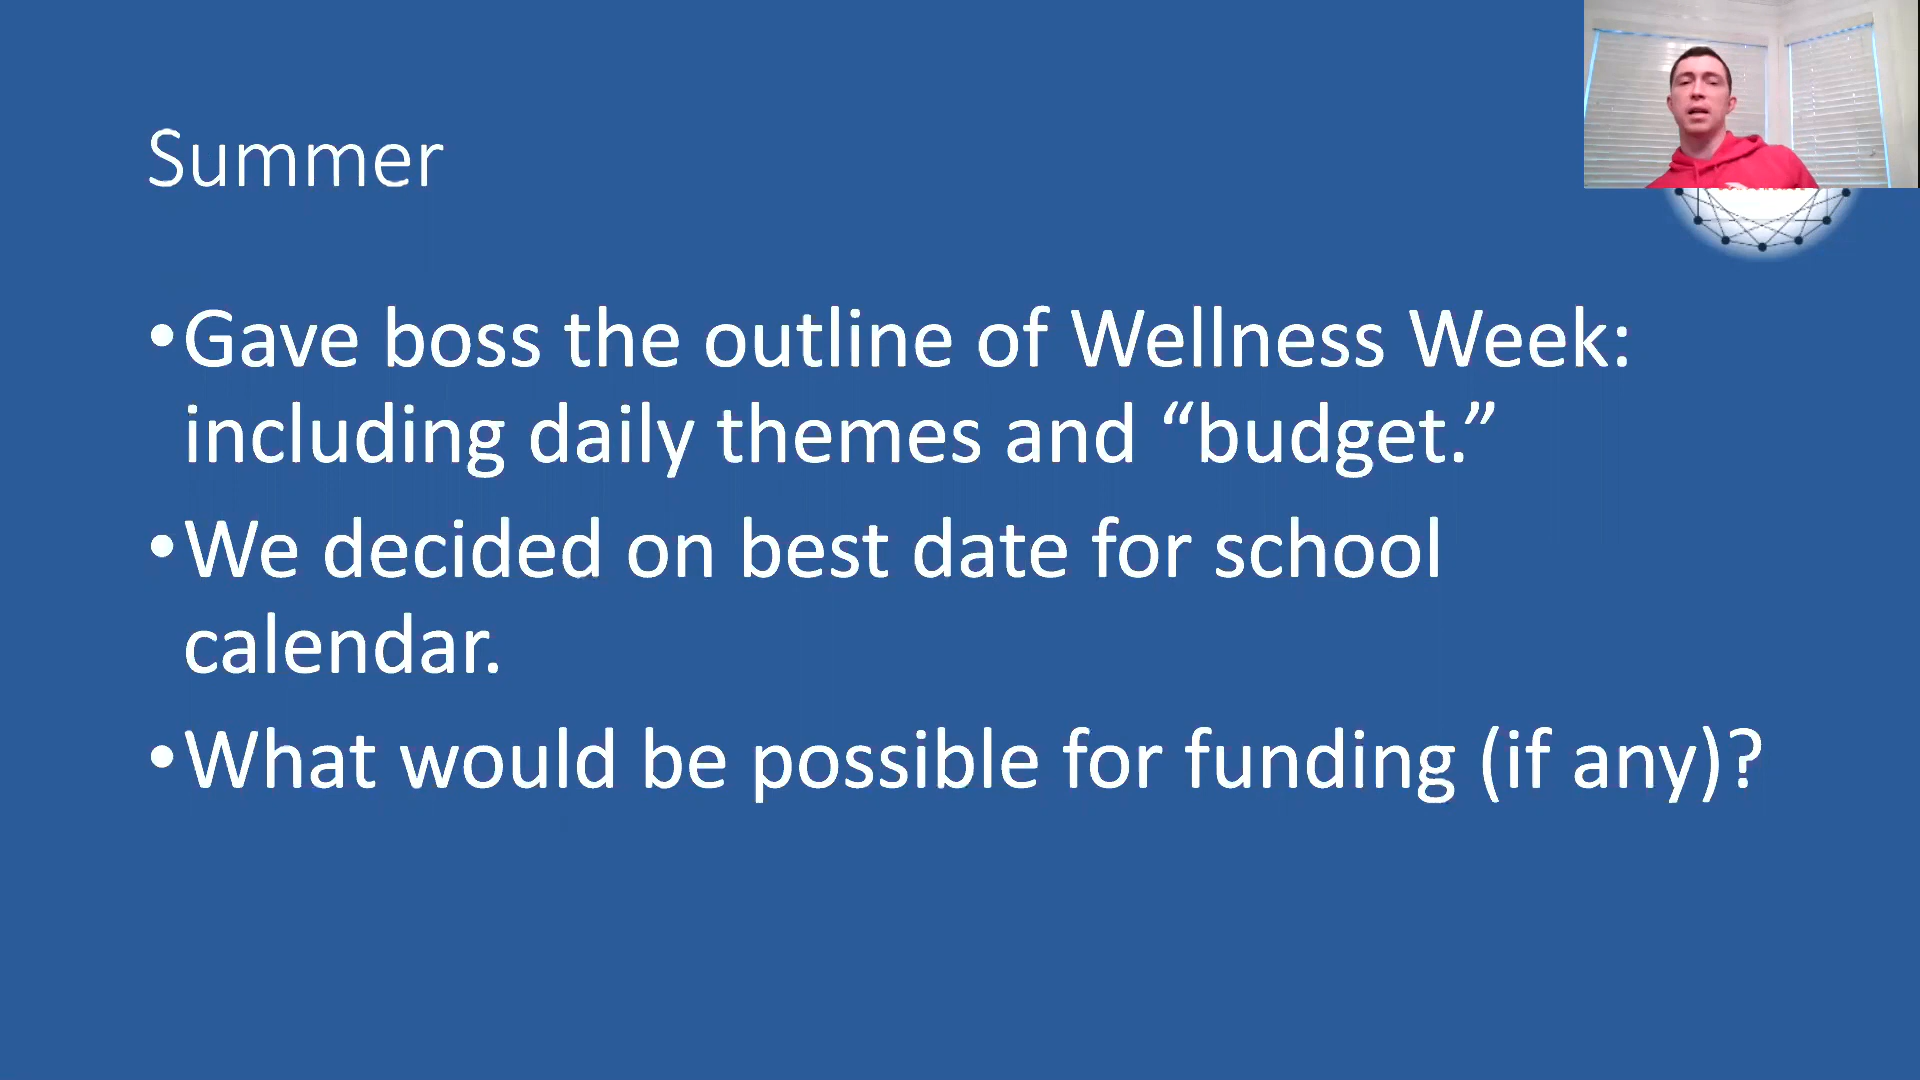 Summer
•Gave boss the outline of Wellness Week:
including daily themes and “budget.”
•We decided on best date for school
calendar.
•What would be possible for funding (if any)?